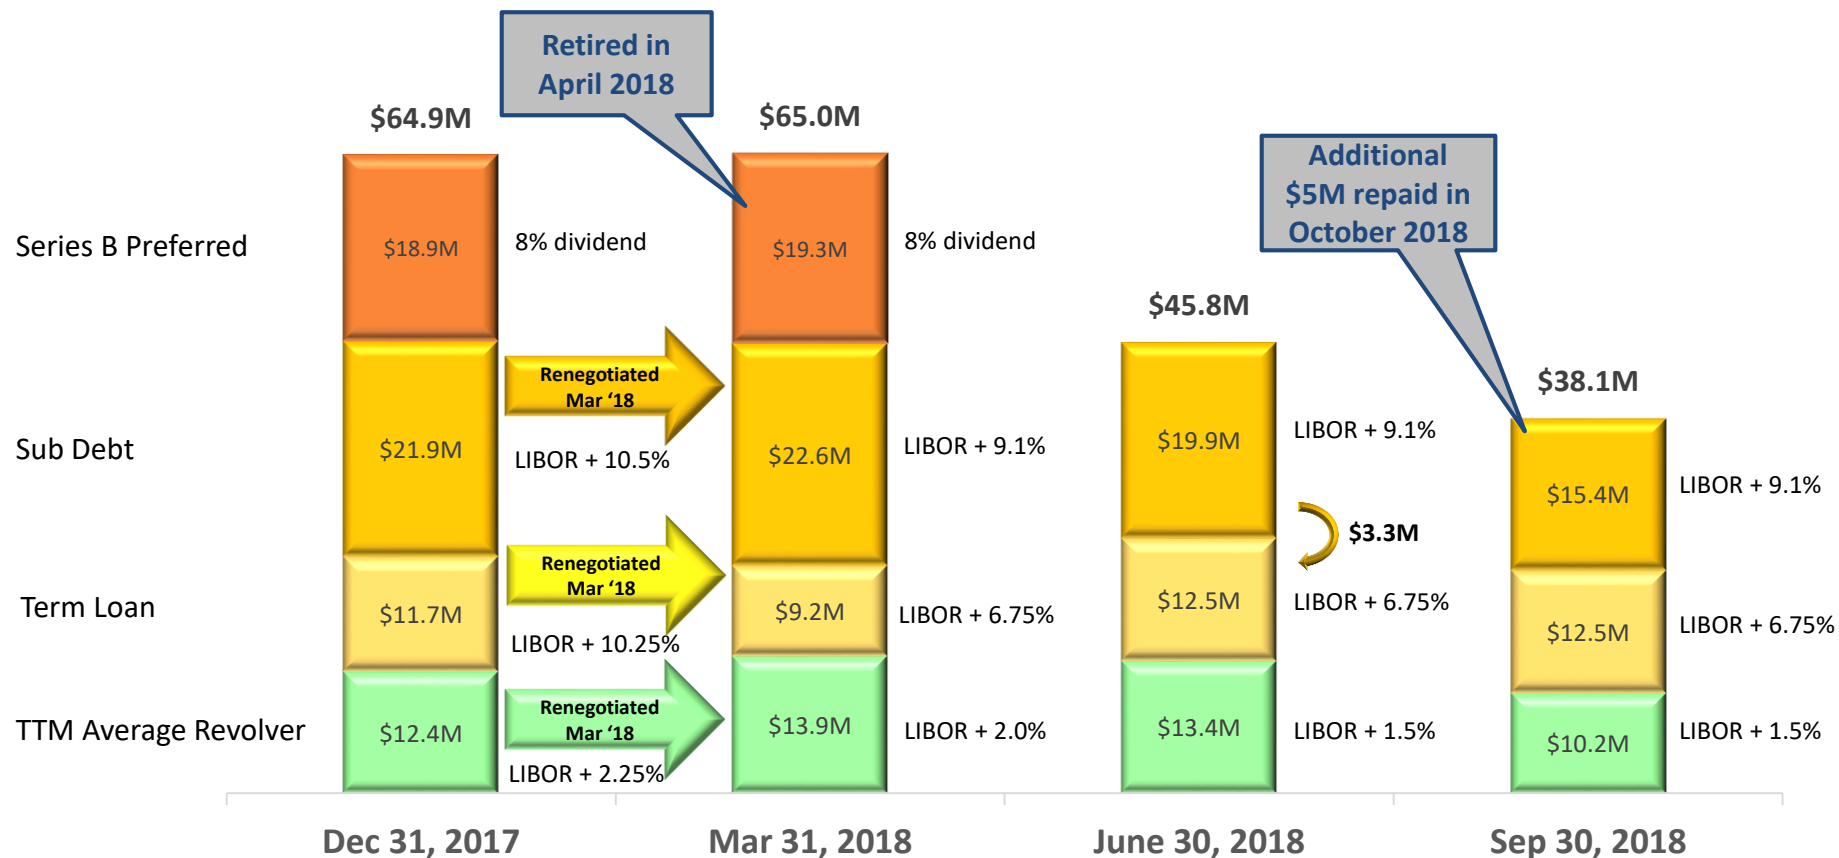 Retired in
April 2018
$64.9M
$65.0M
Additional
$5M repaid in
October 2018
Series B Preferred
$18.9M
8% dividend
$19.3M
8% dividend
$45.8M
$38.1M
Renegotiated
Mar ‘18
Sub Debt
$21.9M
LIBOR + 10.5%
$22.6M
LIBOR + 9.1%
$19.9M
LIBOR + 9.1%
$15.4M
LIBOR + 9.1%
$3.3M
Renegotiated
Mar ‘18
Term Loan
$11.7M
LIBOR + 10.25%
$9.2M
LIBOR + 6.75%
$12.5M
LIBOR + 6.75%
$12.5M
LIBOR + 6.75%
Renegotiated
Mar ‘18
TTM Average Revolver
$12.4M
LIBOR + 2.25%
$13.9M
LIBOR + 2.0%
$13.4M
LIBOR + 1.5%
$10.2M
LIBOR + 1.5%
Dec 31, 2017
Mar 31, 2018
June 30, 2018
Sep 30, 2018